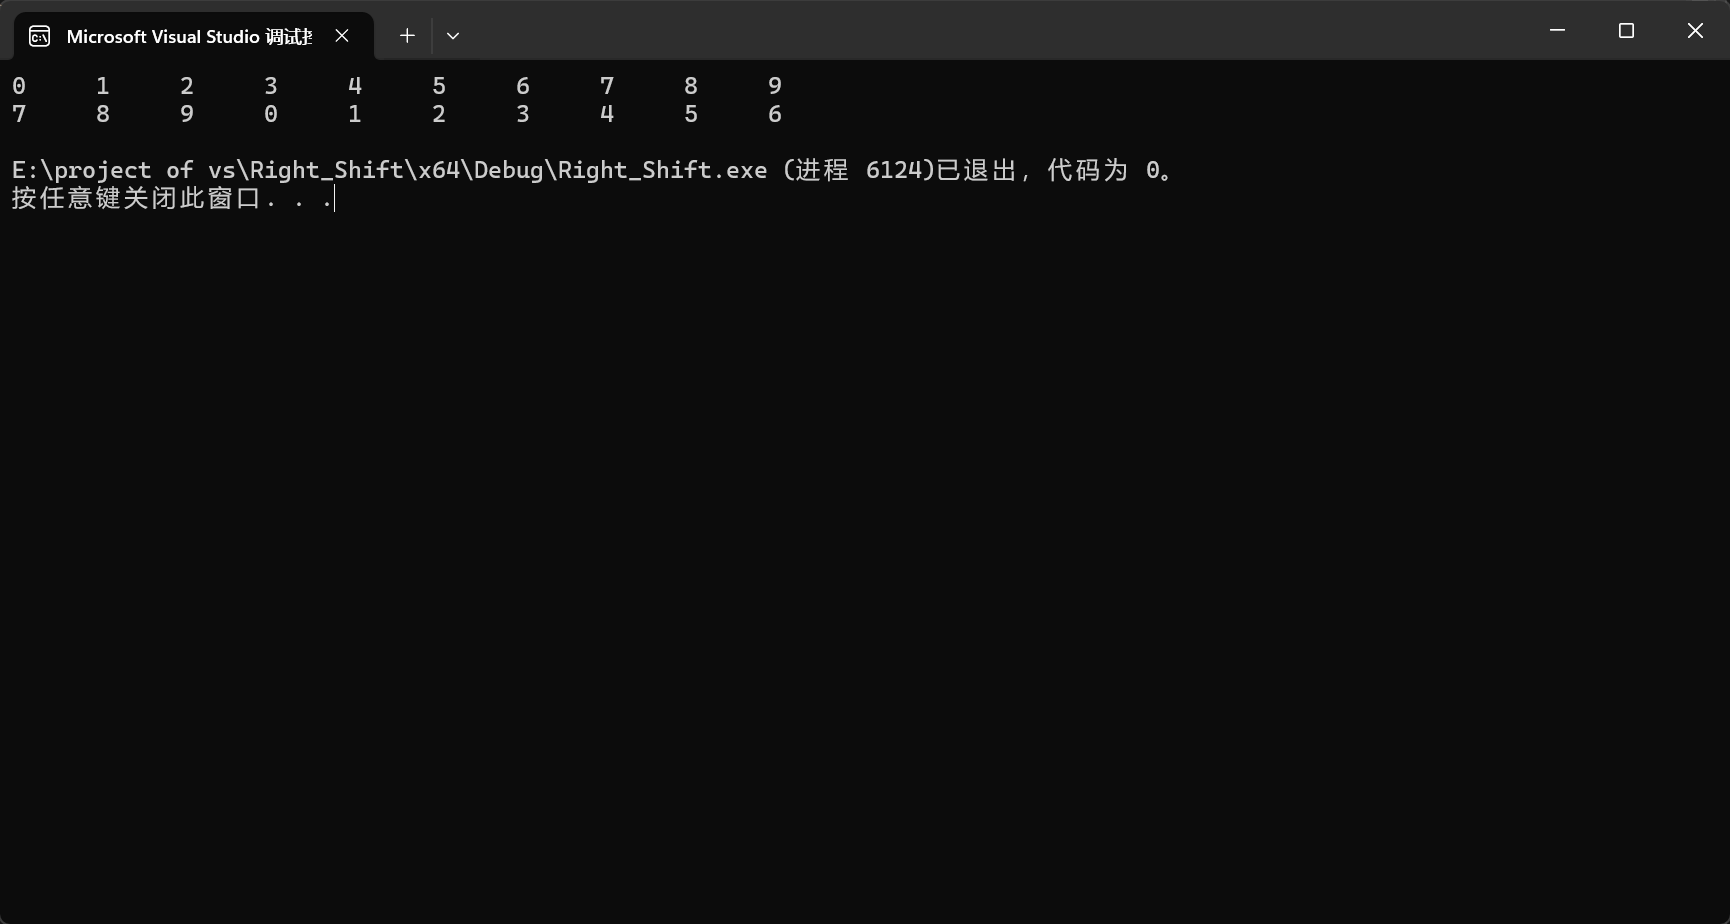 Microsoft Visual Studio 调试
0 1 2 3 4 5 6 7 8 9
7 8 9 0 1 2 3 4 5 6
E:\project of vs\Right_Shift\x64\Debug\Right_Shift.exe (进程 6124)已退出，代码为 0。
按任意键关闭此窗口. . .